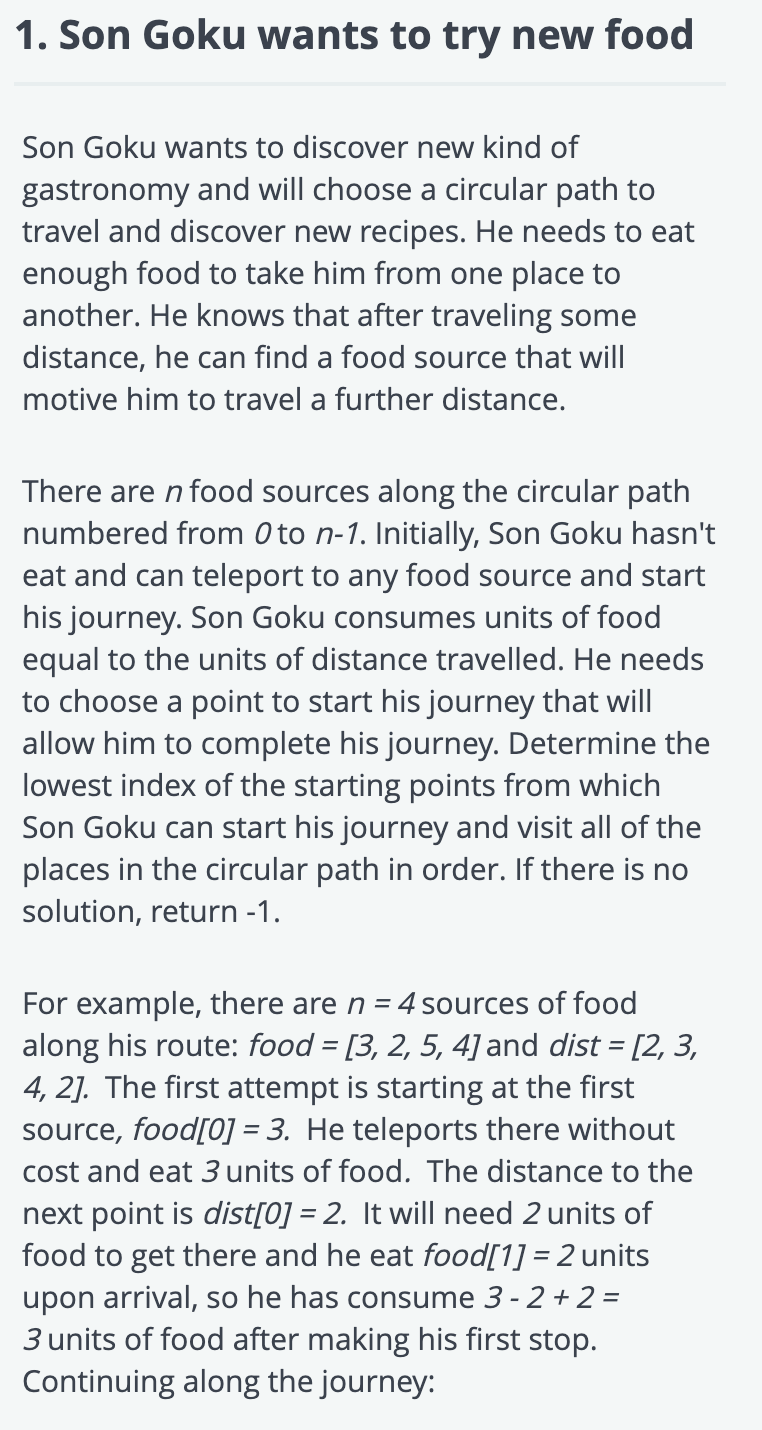 1. Son Goku wants to try new food
Son Goku wants to discover new kind of
gastronomy and will choose a circular path to
travel and discover new recipes. He needs to eat
enough food to take him from one place to
another. He knows that after traveling some
distance, he can find a food source that will
motive him to travel a further distance.
There are n food sources along the circular path
numbered from 0 to n-1. Initially, Son Goku hasn't
eat and can teleport to any food source and start
his journey. Son Goku consumes units of food
equal to the units of distance travelled. He needs
to choose a point to start his journey that will
allow him to complete his journey. Determine the
lowest index of the starting points from which
Son Goku can start his journey and visit all of the
places in the circular path in order. If there is no
solution, return -1.
For example, there are n = 4 sources of food
along his route: food = [3, 2, 5, 4] and dist = [2, 3,
4, 2].  The first attempt is starting at the first
source, food[0] = 3.  He teleports there without
cost and eat 3 units of food.  The distance to the
next point is dist[0] = 2.  It will need 2 units of
food to get there and he eat food[1] = 2 units
upon arrival, so he has consume 3 - 2 + 2 =
3 units of food after making his first stop.
Continuing along the journey: